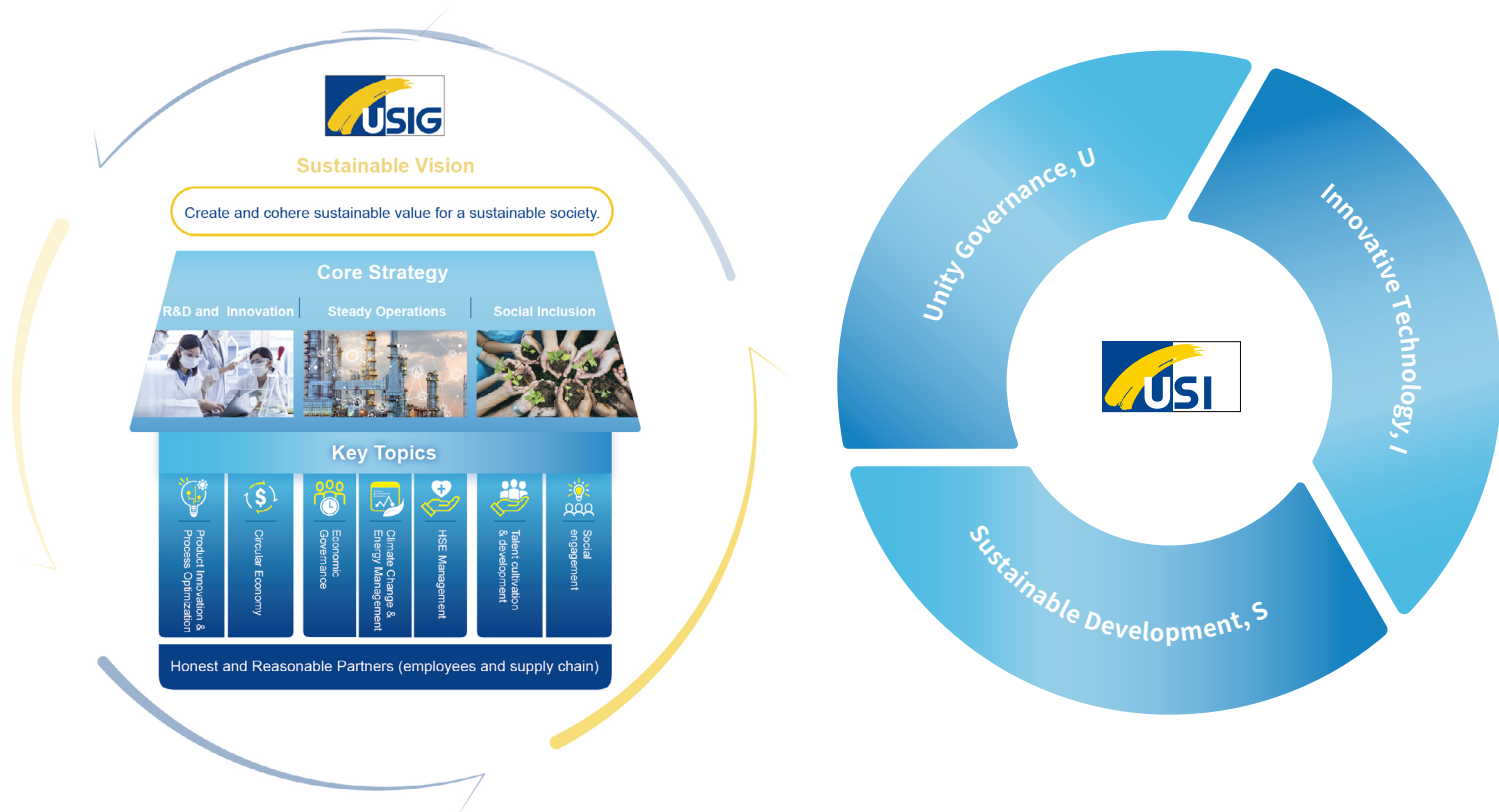 USIG
Sustainable Vision
Create and cohere sustainable value for a sustainable society.
Core Strategy
R&D and Innovation
Steady Operations
Social Inclusion
Key Topics
Product Innovation &
Process Optimization
Circular Economy
Economic
Governance
Climate Change &
Energy Management
HSE Management
Talent cultivation
& development
Social
engagement
Honest and Reasonable Partners (employees and supply chain)
Unity Governance, U
Innovative Technology, I
USI
Sustainable Development, S